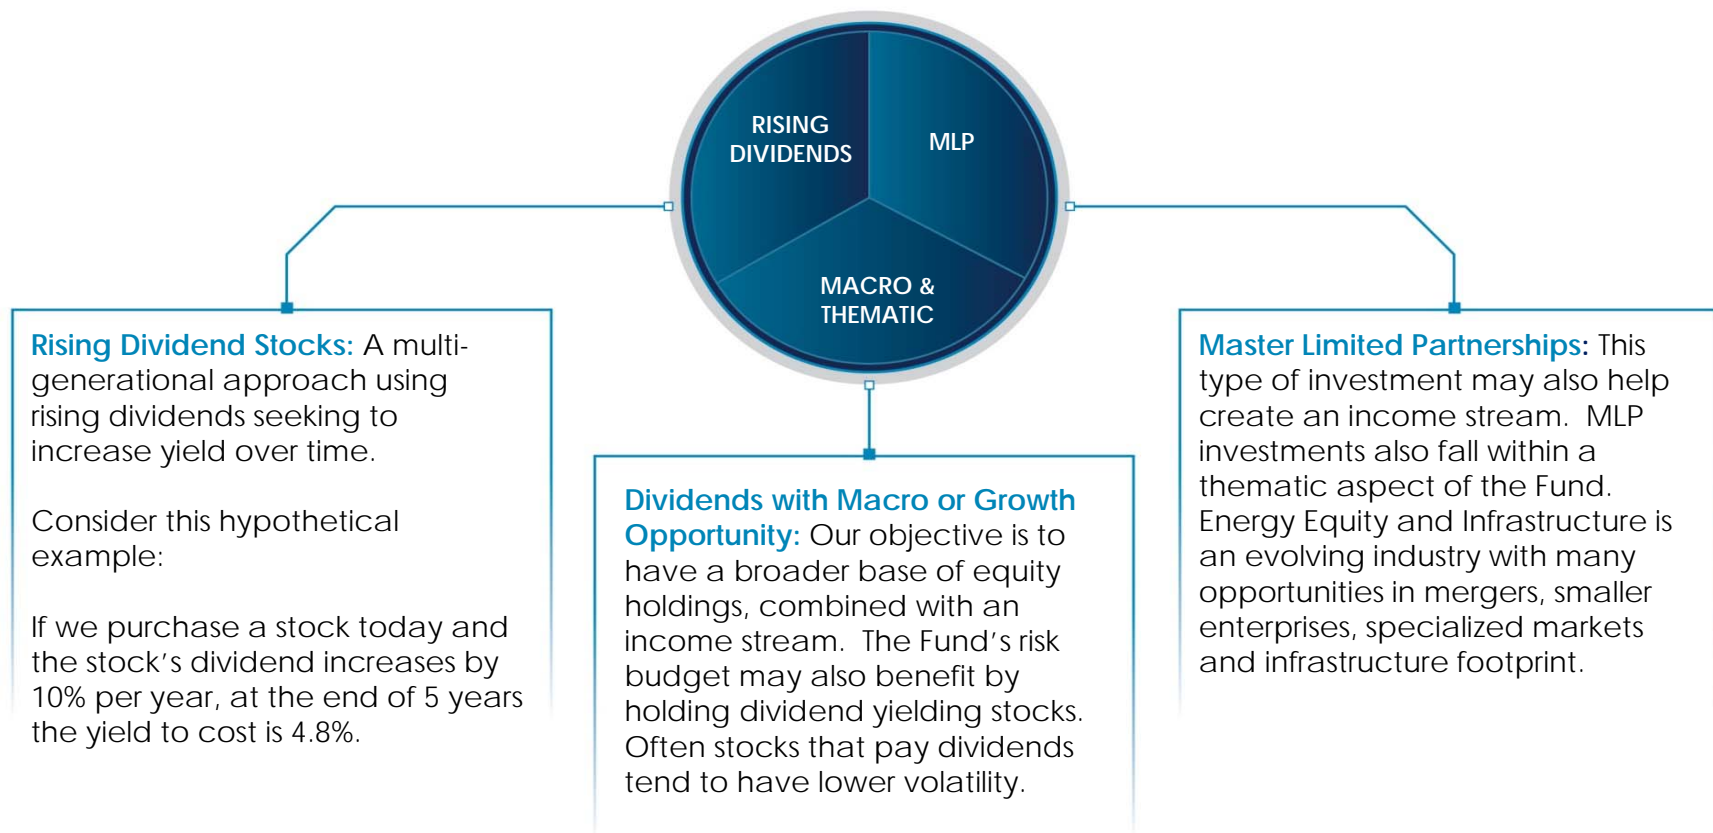 RISING
DIVIDENDS
MLP
MACRO &
THEMATIC
Rising Dividend Stocks: A multi-
generational approach using
rising dividends seeking to
increase yield over time.
Consider this hypothetical
example:
If we purchase a stock today and
the stock’s dividend increases by
10% per year, at the end of 5 years
the yield to cost is 4.8%.
Dividends with Macro or Growth
Opportunity: Our objective is to
have a broader base of equity
holdings, combined with an
income stream.  The Fund’s risk
budget may also benefit by
holding dividend yielding stocks.
Often stocks that pay dividends
tend to have lower volatility.
Master Limited Partnerships: This
type of investment may also help
create an income stream.  MLP
investments also fall within a
thematic aspect of the Fund.
Energy Equity and Infrastructure is
an evolving industry with many
opportunities in mergers, smaller
enterprises, specialized markets
and infrastructure footprint.